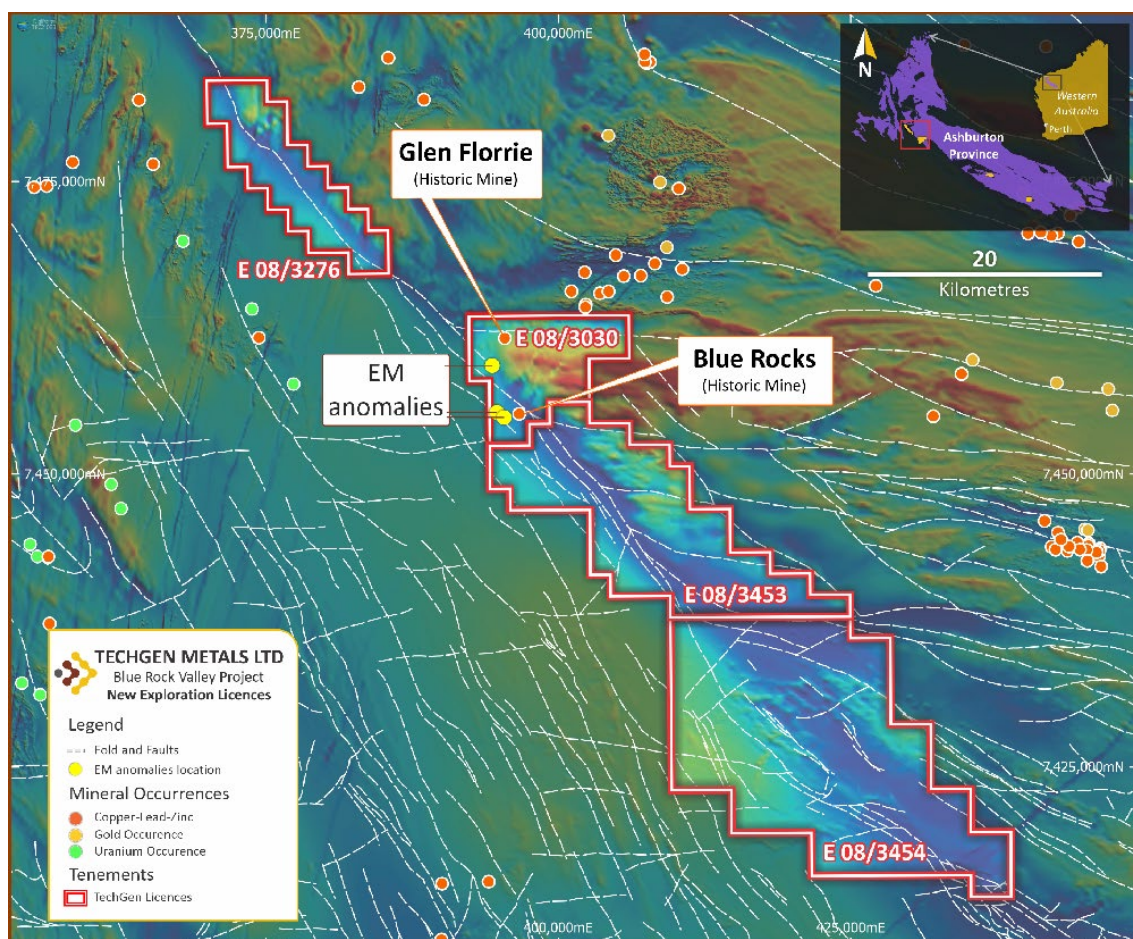 375,000mE
400,000mE
N
Western
Australia
Perth
Ashburton
Province
Glen Florrie
(Historic Mine)
7,475,000mN
E 08/3276
20
Kilometres
E 08/3030
Blue Rocks
(Historic Mine)
EM
anomalies
7,450,000mN
7,450,000mN
E 08/3453
TECHGEN METALS LTD
Blue Rock Valley Project
New Exploration Licences
Legend
Fold and Faults
EM anomalies location
Mineral Occurrences
Copper-Lead-Zinc
Gold Occurence
Uranium Occurence
Tenements
TechGen Licences
7,425,000mN
E 08/3454
400,000mE
425,000mE